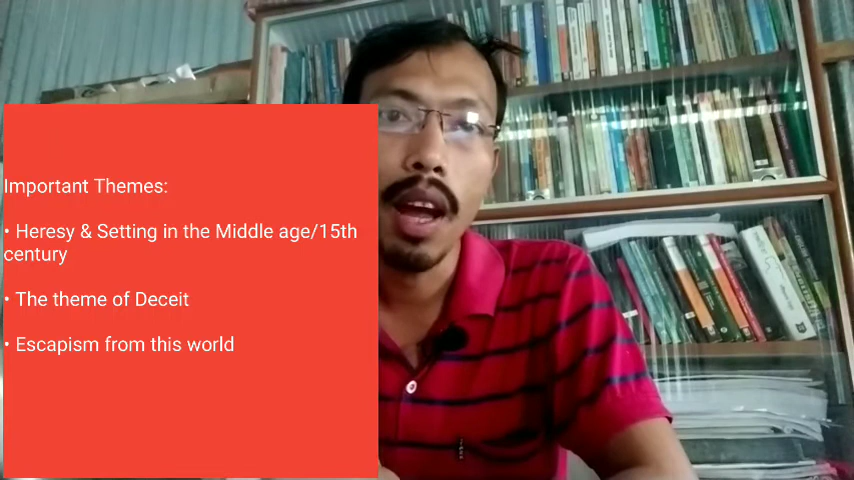 Important Themes:
• Heresy & Setting in the Middle age/15th
century
• The theme of Deceit
• Escapism from this world